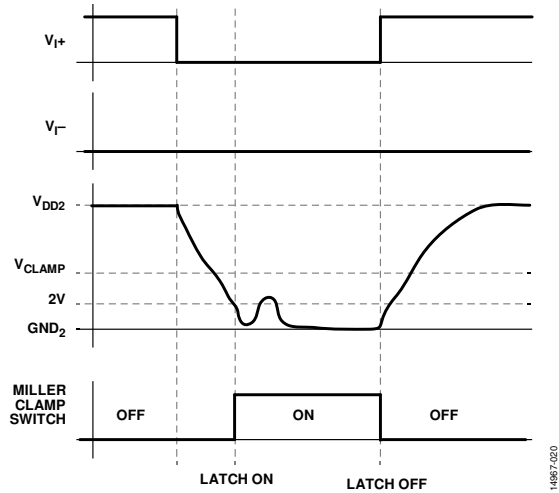 VI+
VI−
VDD2
VCLAMP
2V
GND2
MILLER
CLAMP
SWITCH
OFF
ON
OFF
LATCH ON
LATCH OFF
14967-020